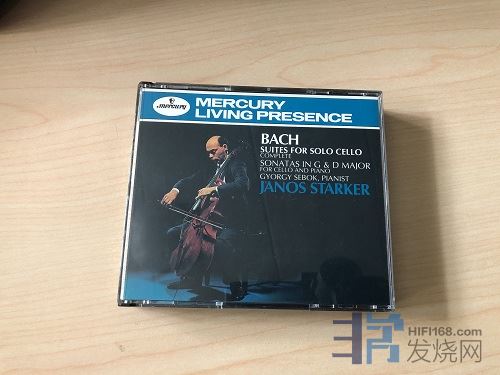 mercury
MERCURY
LIVING PRESENCE
BACH
SUITES FOR SOLO CELLO
COMPLETE
SONATAS IN G & D MAJOR
FOR CELLO AND PIANO
GYORGY SEBOK, PIANIST
JANOS STARKER
HIFI168.com
发烧网